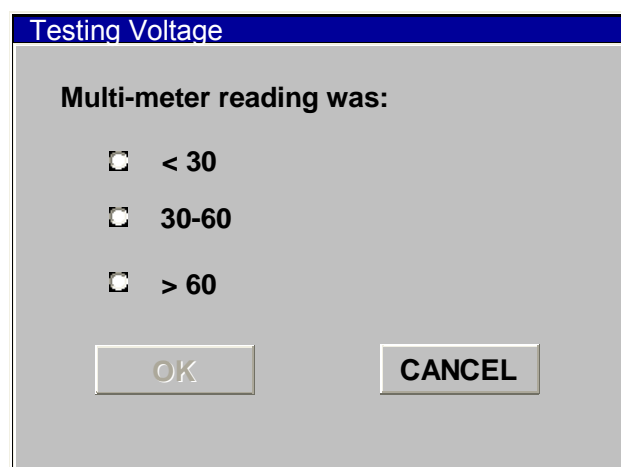 Testing Voltage
Multi-meter reading was:
< 30
30-60
> 60
OK
CANCEL